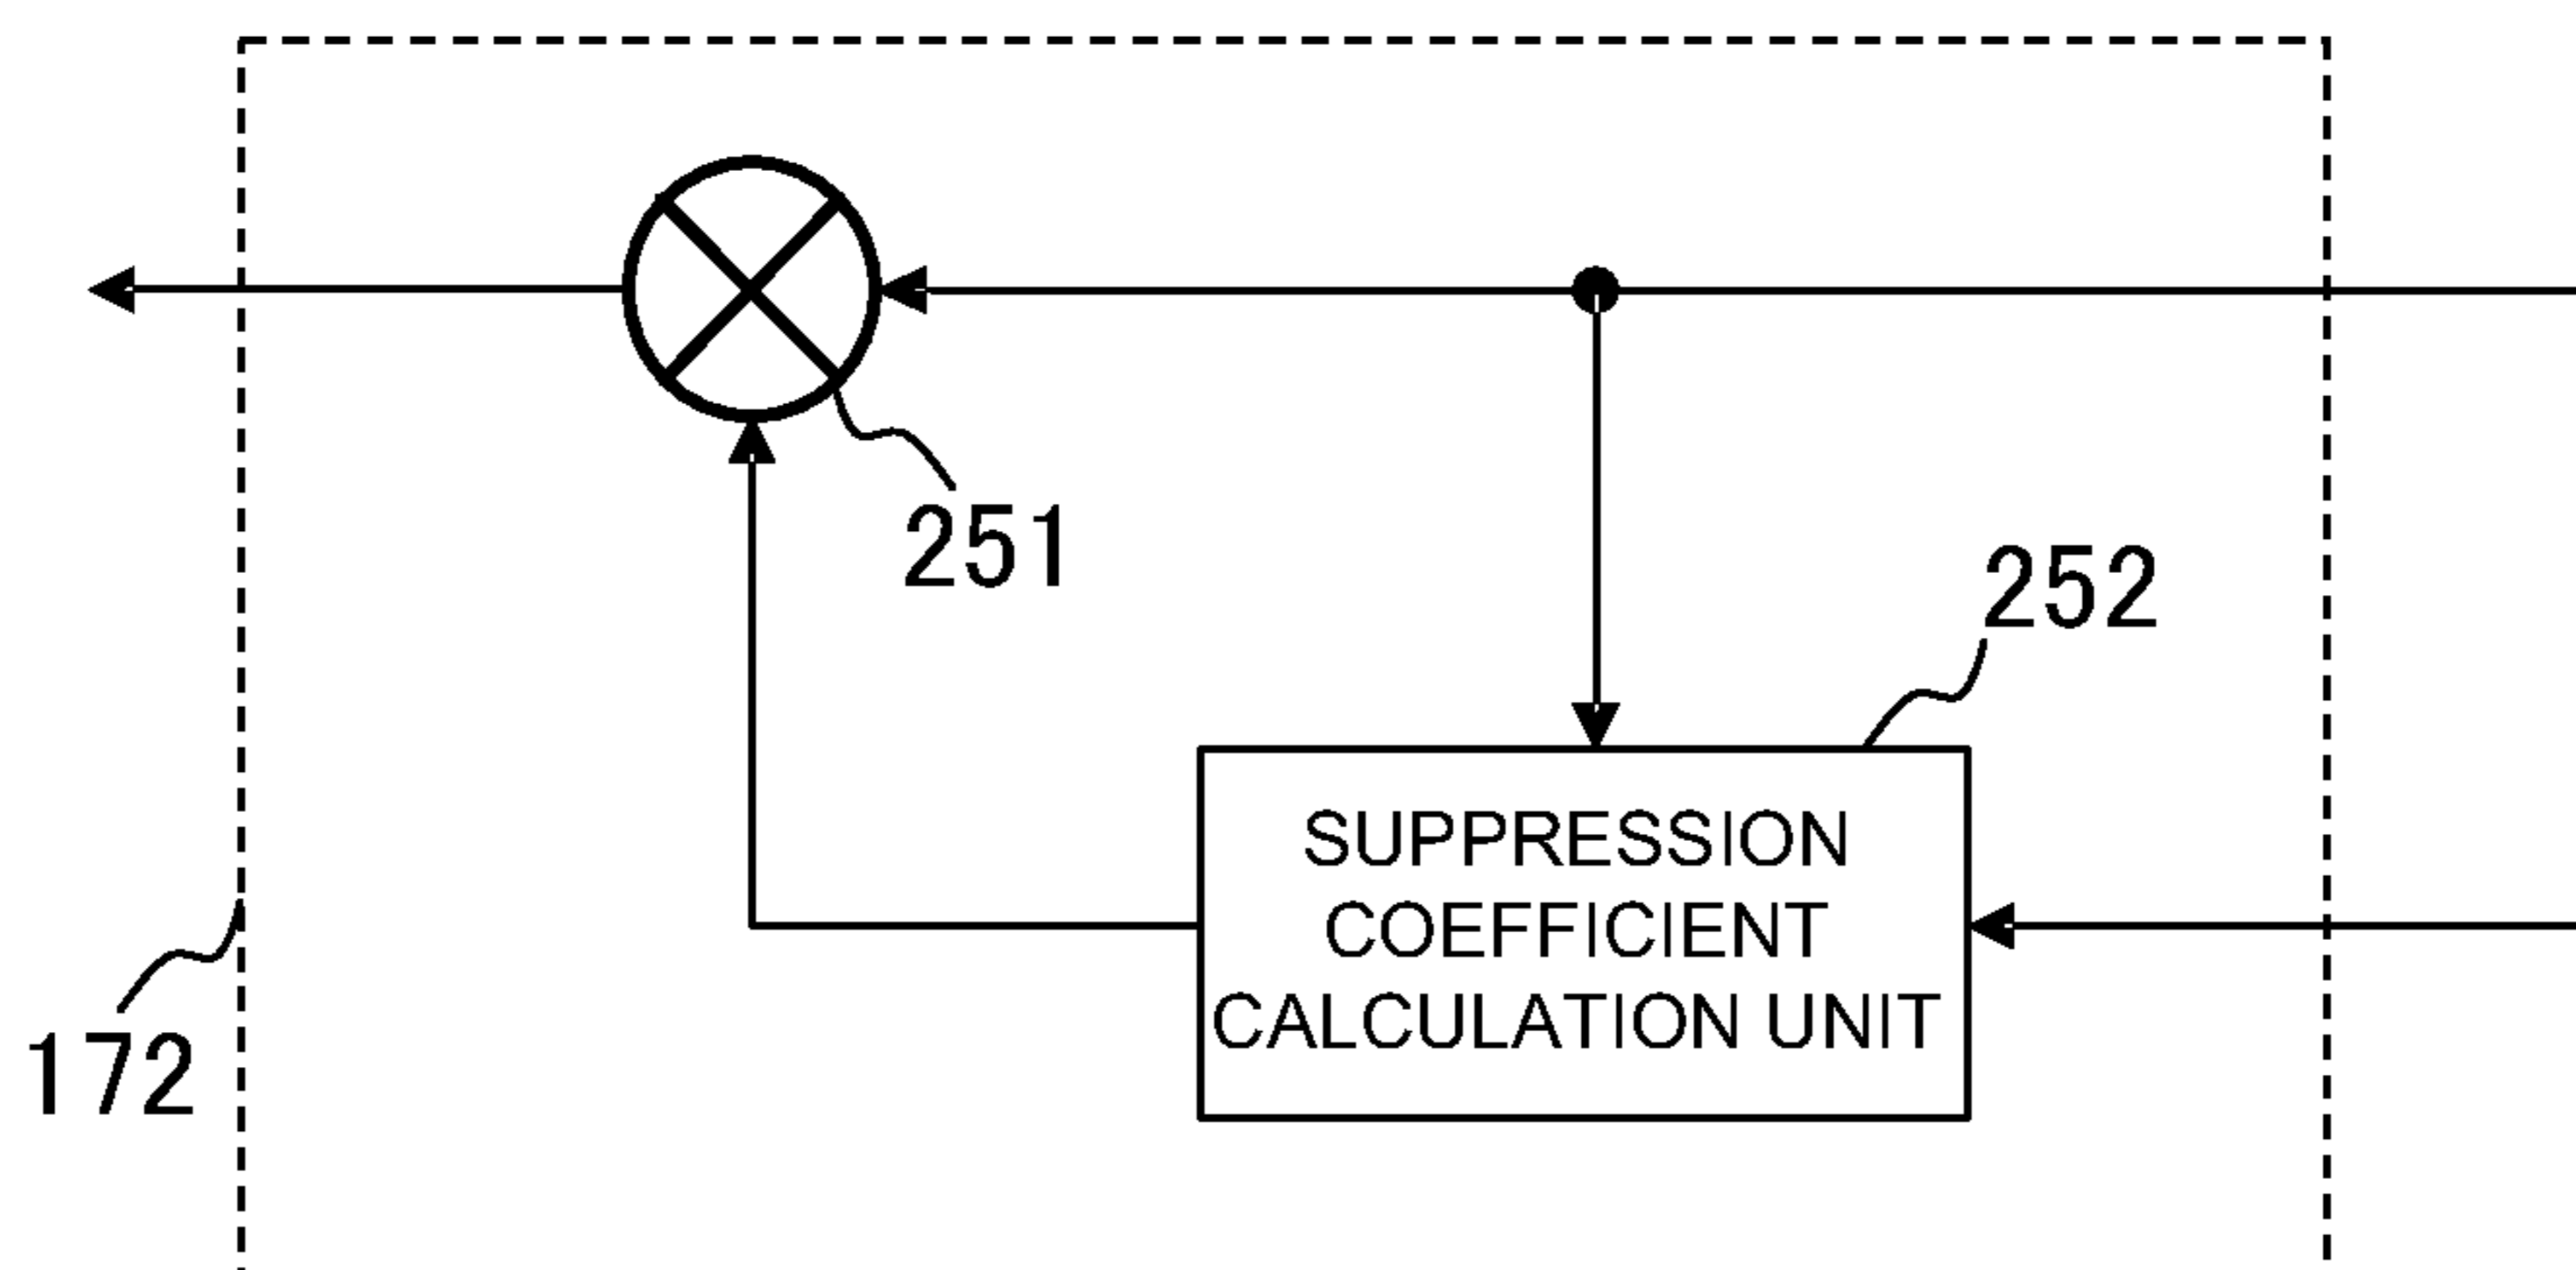 251
252
SUPPRESSION
COEFFICIENT
CALCULATION UNIT
172